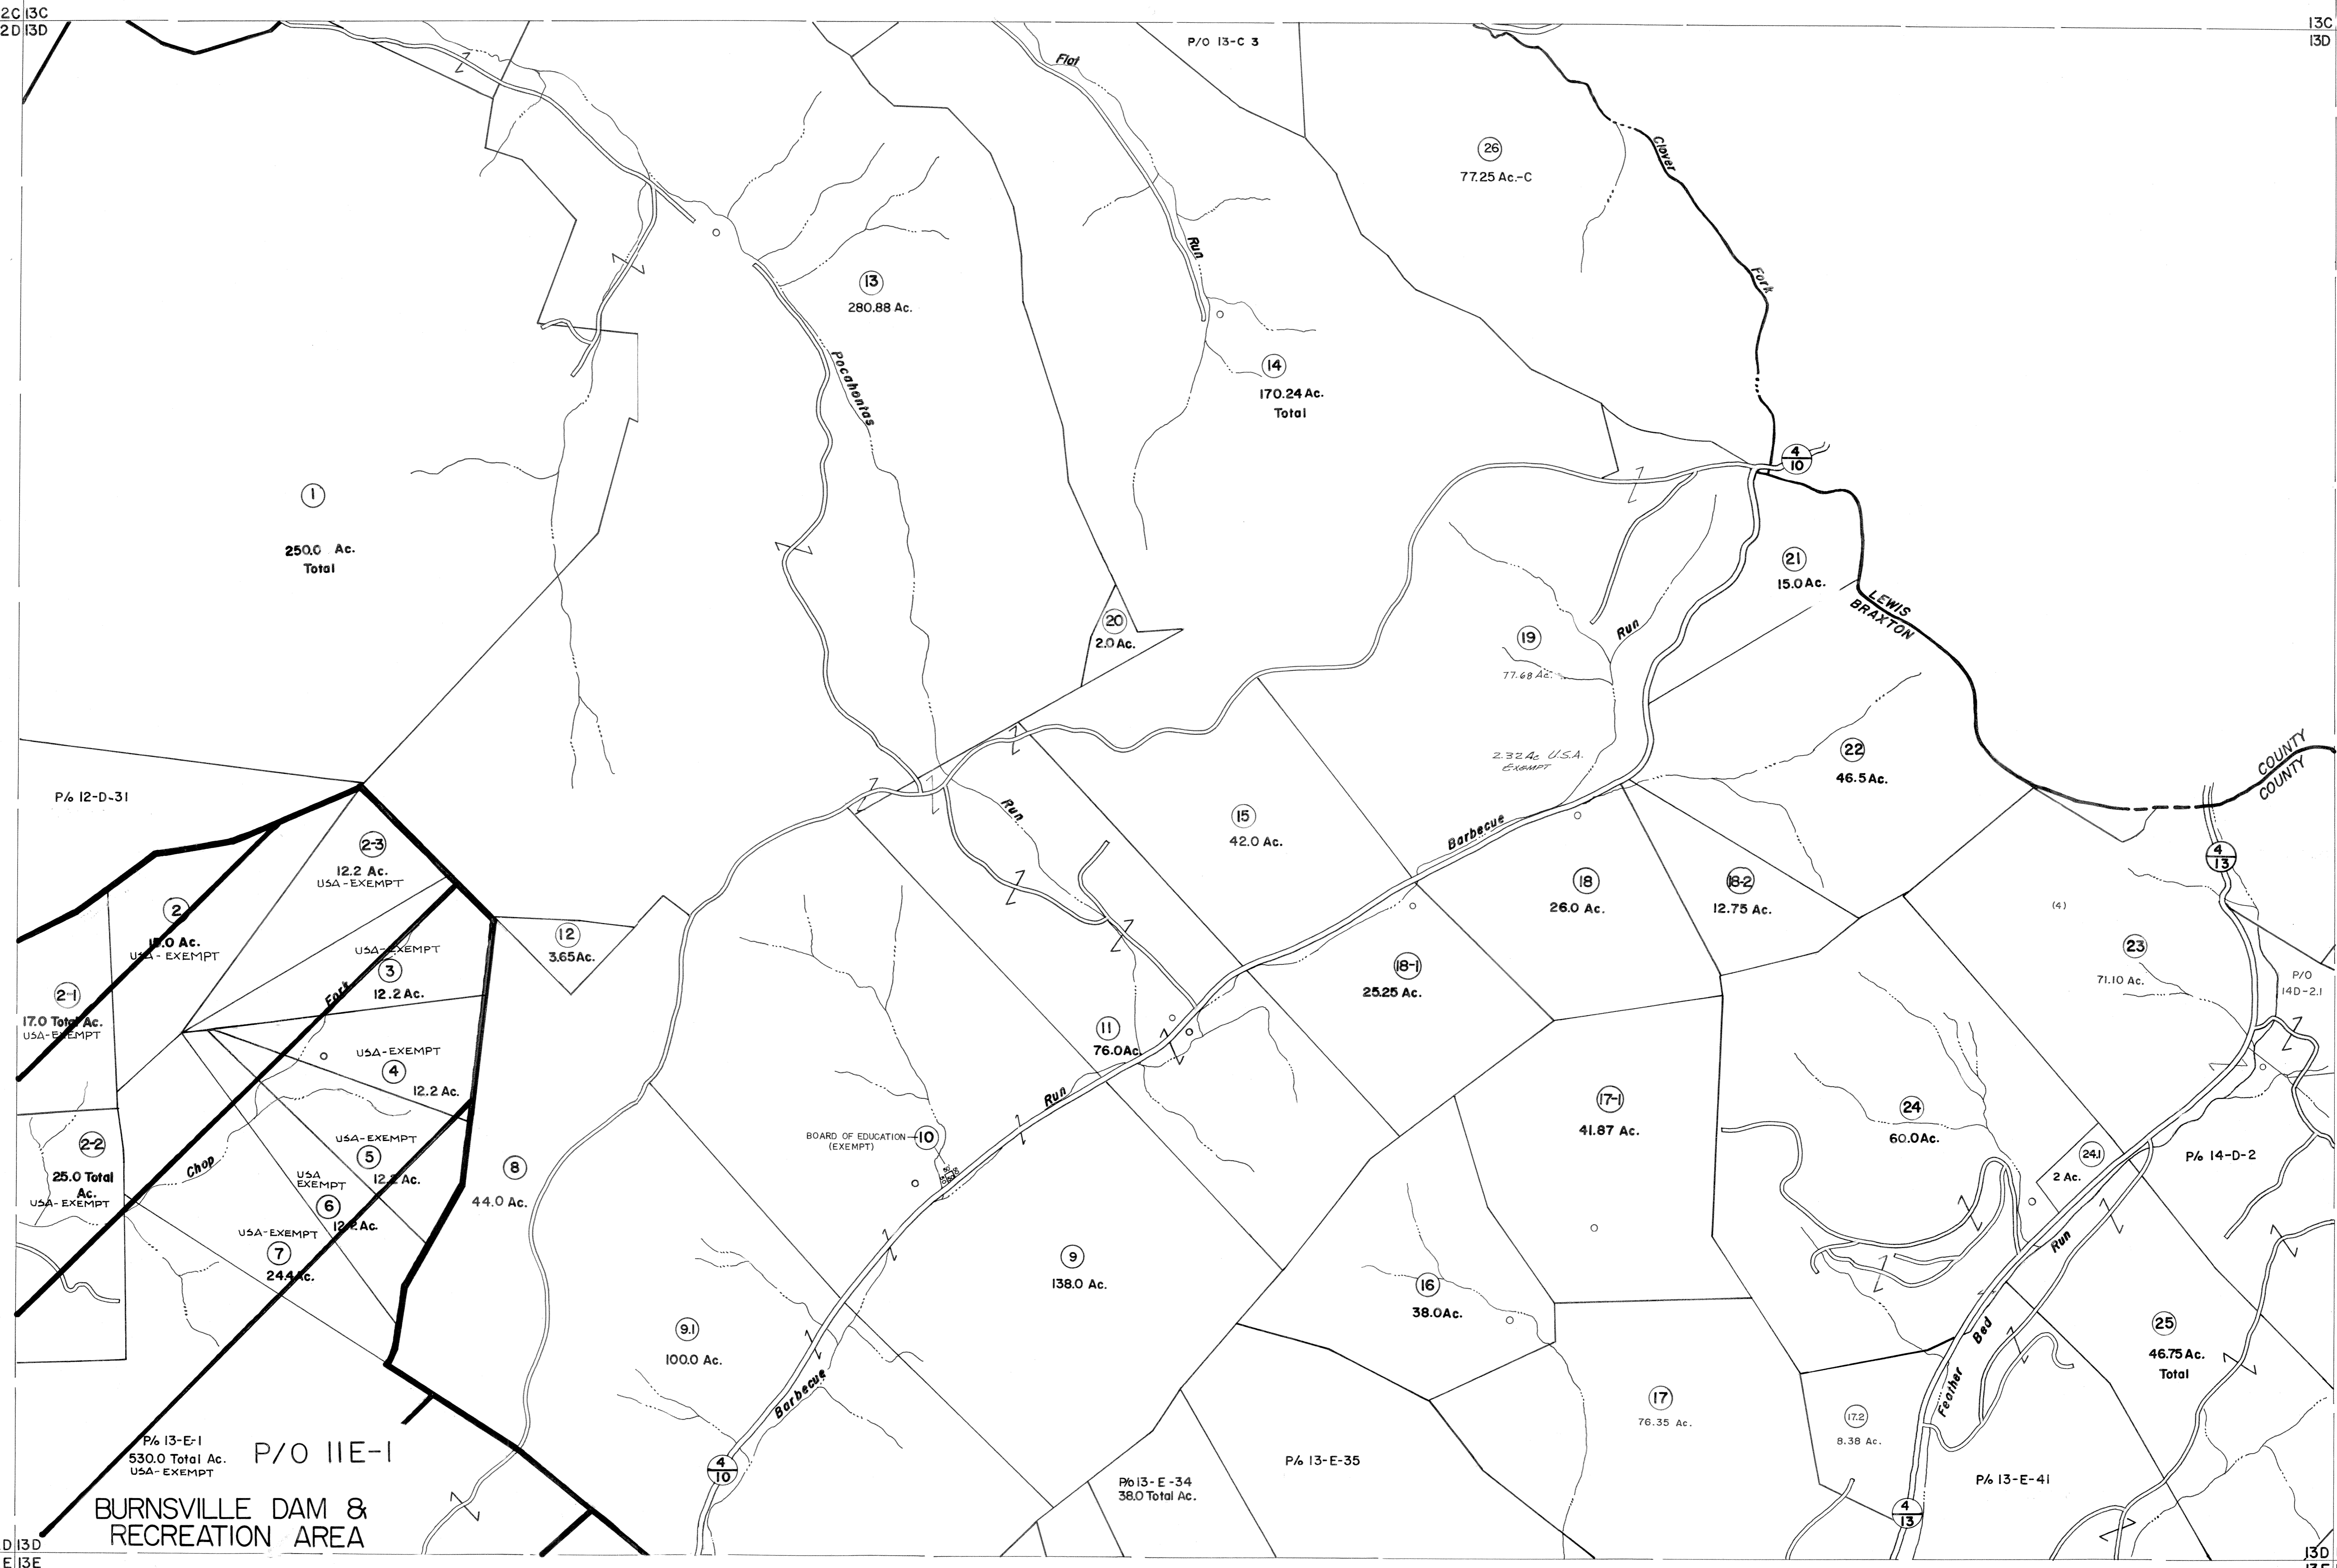 2C 13C
2D 13D
13C
13D
P/O 13-C 3
Flat
Run
Clover
Fork
26
77.25 Ac.-C
13
280.88 Ac.
14
170.24 Ac.
Total
Pocahontas
Run
4
10
1
250.0 Ac.
Total
21
15.0 Ac.
LEWIS
BRAXTON
20
2.0 Ac.
19
77.68 Ac.
Run
2.32 Ac U.S.A.
EXEMPT
22
46.5 Ac.
COUNTY
COUNTY
P/o 12-D-31
15
42.0 Ac.
Barbecue
2-3
12.2 Ac.
USA-EXEMPT
18
26.0 Ac.
18-2
12.75 Ac.
4
13
(4)
2
USA-EXEMPT
USA-EXEMPT
3
12.2 Ac.
Fork
12
3.65 Ac.
18-1
25.25 Ac.
23
71.10 Ac.
P/O
14D-2.1
2-1
17.0 Total Ac.
USA-EXEMPT
USA-EXEMPT
4
12.2 Ac.
11
76.0 Ac.
Run
17-1
41.87 Ac.
24
60.0 Ac.
24.1
2 Ac.
P/o 14-D-2
2-2
25.0 Total
Ac.
USA-EXEMPT
Chop
USA-EXEMPT
5
12.2 Ac.
USA
EXEMPT
6
12.2 Ac.
USA-EXEMPT
7
24.4 Ac.
8
44.0 Ac.
BOARD OF EDUCATION
(EXEMPT)
10
9
138.0 Ac.
16
38.0 Ac.
Run
Bed
Feather
9.1
100.0 Ac.
Barbecue
25
46.75 Ac.
Total
17
76.35 Ac.
17.2
8.38 Ac.
P/o 13-E-1
530.0 Total Ac.
USA-EXEMPT
P/O 11E-1
4
10
P/o 13-E-34
38.0 Total Ac.
P/o 13-E-35
P/o 13-E-41
4
13
BURNSVILLE DAM &
RECREATION AREA
D 13D
E 13E
13D